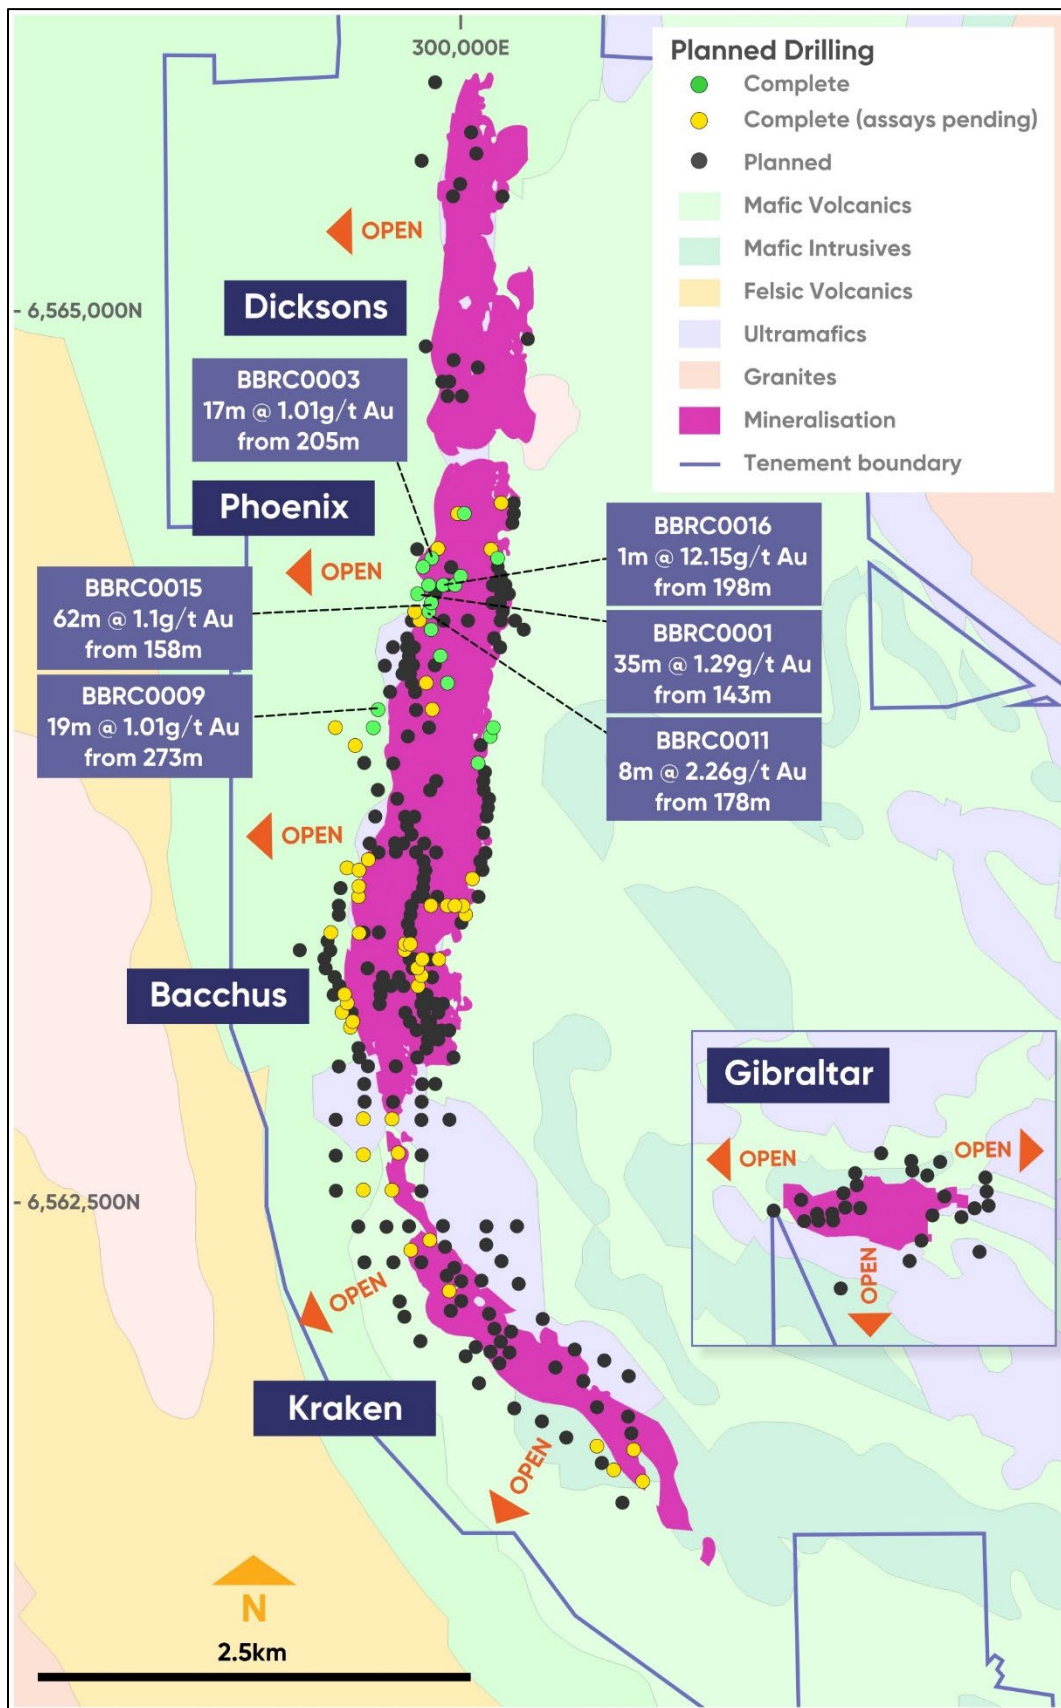 300,000E
Planned Drilling
Complete
Complete (assays pending)
Planned
Mafic Volcanics
Mafic Intrusives
Felsic Volcanics
Ultramafics
Granites
Mineralisation
Tenement boundary
OPEN
- 6,565,000N
Dicksons
BBRC0003
17m @ 1.01g/t Au
from 205m
Phoenix
OPEN
BBRC0016
1m @ 12.15g/t Au
from 198m
BBRC0015
62m @ 1.1g/t Au
from 158m
BBRC0001
35m @ 1.29g/t Au
from 143m
BBRC0009
19m @ 1.01g/t Au
from 273m
BBRC0011
8m @ 2.26g/t Au
from 178m
OPEN
Bacchus
Gibraltar
OPEN
OPEN
OPEN
- 6,562,500N
OPEN
Kraken
OPEN
N
2.5km